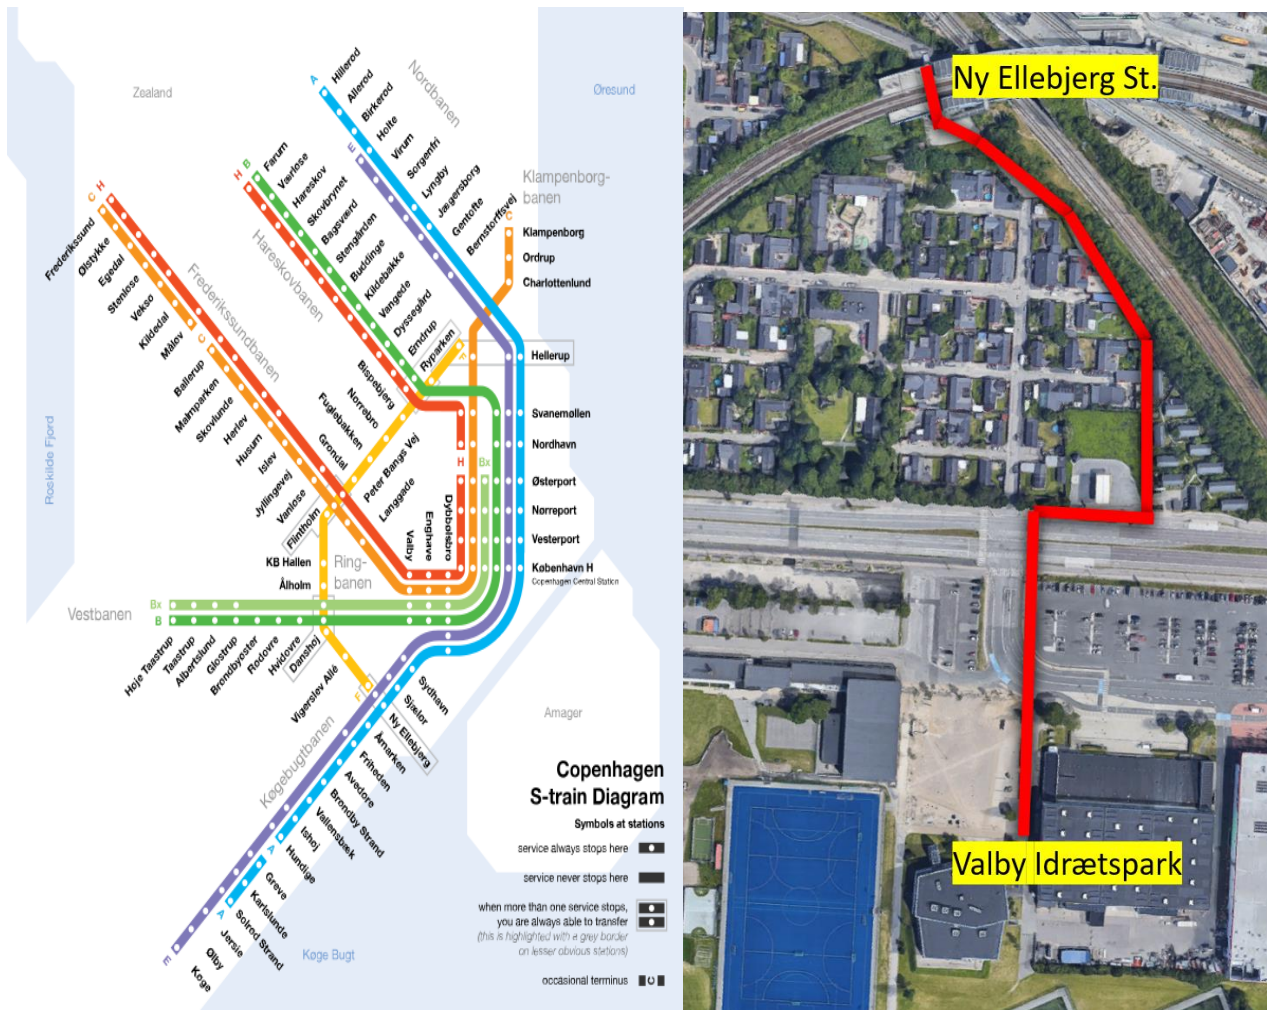 Zealand
Øresund
Nordbanen
A
Hillerød
Allerød
Birkerød
Holte
Virum
Sorgenfri
Lyngby
Jægersborg
Gentofte
Bernstorffsvej
E
Klampenborg-
banen
C
Klampenborg
Ordrup
Charlottenlund
H
B
Farum
Værløse
Hareskov
Skovbrynet
Bagsværd
Stengården
Buddinge
Kildebakke
Vangede
Dyssegård
Emdrup
Ryparken
F
Hareskovbanen
C
H
Frederikssund
Ølstykke
Egedal
Stenløse
Veksø
Kildedal
Måløv
C
Ballerup
Malmparken
Skovlunde
Herlev
Husum
Islev
Jyllingevej
Vanløse
Flintholm
Frederikssundbanen
Bispebjerg
Nørrebro
Fuglebakken
Grøndal
Peter Bangs Vej
Langgade
Valby
Enghave
Dybbølsbro
H
Bx
Hellerup
Svanemøllen
Nordhavn
Østerport
Nørreport
Vesterport
København H
Copenhagen Central Station
Roskilde Fjord
KB Hallen
Ålholm
Ring-
banen
Vestbanen
Bx
B
Høje Taastrup
Taastrup
Albertslund
Glostrup
Brøndbyøster
Rødovre
Hvidovre
Danshøj
Vigerslev Allé
F
Køgebugtbanen
Sydhavn
Sjælør
Ny Ellebjerg
Åmarken
Friheden
Avedøre
Brøndby Strand
Vallensbæk
Ishøj
Hundige
A
Greve
Karlslunde
Solrød Strand
A
Jersie
Ølby
Køge
E
Køge Bugt
Amager
Copenhagen
S-train Diagram
Symbols at stations
service always stops here
service never stops here
when more than one service stops,
you are always able to transfer
(this is highlighted with a grey border
on lesser obvious stations)
occasional terminus
C
Ny Ellebjerg St.
Valby Idrætspark